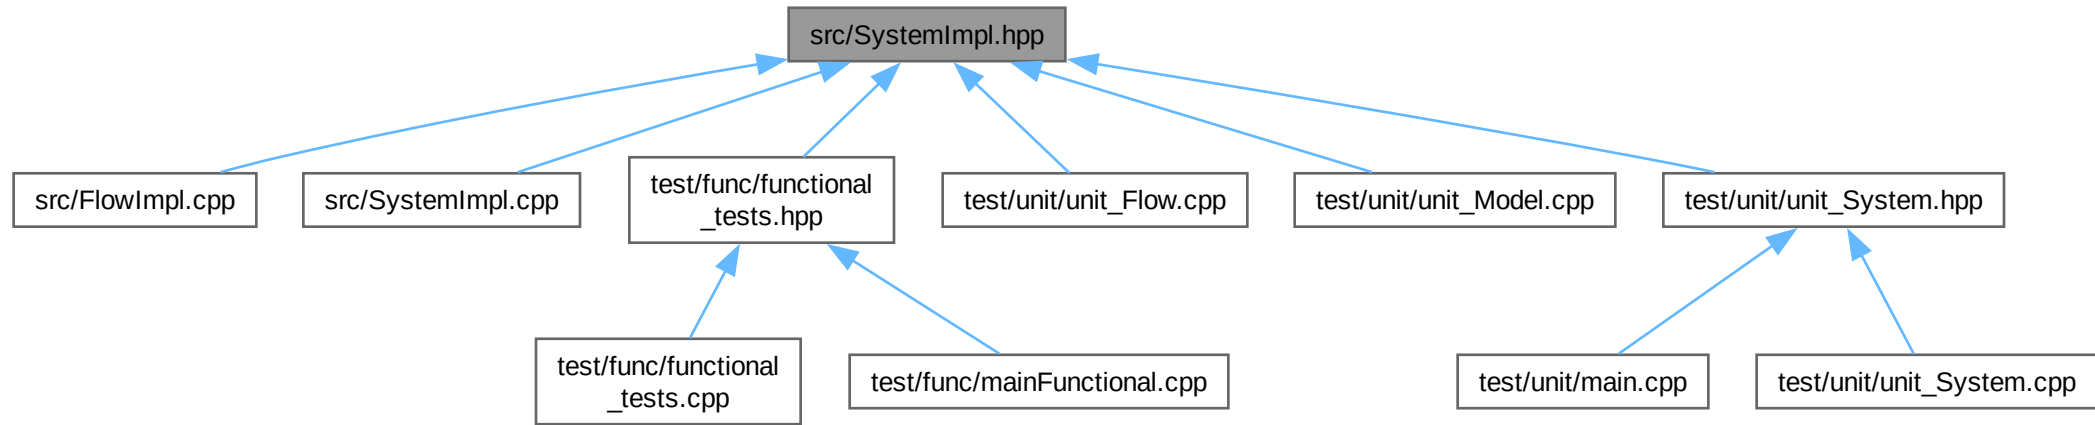 src/SystemImpl.hpp
src/FlowImpl.cpp
src/SystemImpl.cpp
test/func/functional
_tests.hpp
test/unit/unit_Flow.cpp
test/unit/unit_Model.cpp
test/unit/unit_System.hpp
test/func/functional
_tests.cpp
test/func/mainFunctional.cpp
test/unit/main.cpp
test/unit/unit_System.cpp